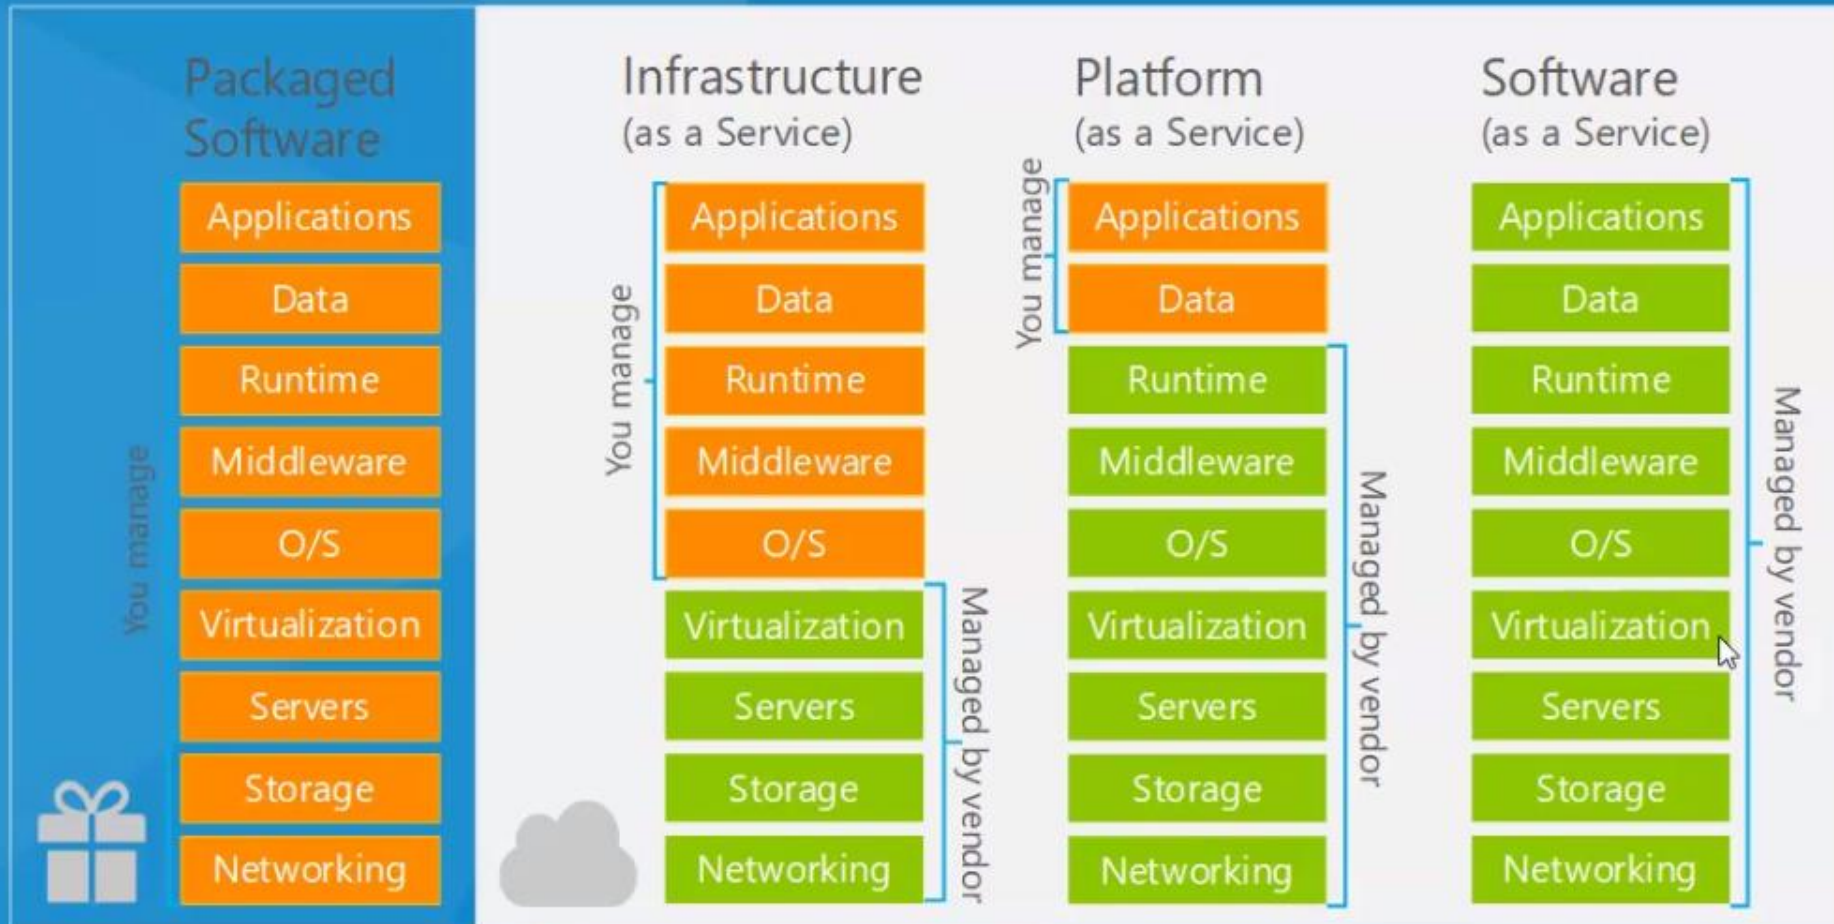 Packaged
Software
You manage
Applications
Data
Runtime
Middleware
O/S
Virtualization
Servers
Storage
Networking
Infrastructure
(as a Service)
You manage
Applications
Data
Runtime
Middleware
O/S
Virtualization
Servers
Storage
Networking
Managed by vendor
Platform
(as a Service)
You manage
Applications
Data
Runtime
Middleware
O/S
Virtualization
Servers
Storage
Networking
Managed by vendor
Software
(as a Service)
Applications
Data
Runtime
Middleware
O/S
Virtualization
Servers
Storage
Networking
Managed by vendor